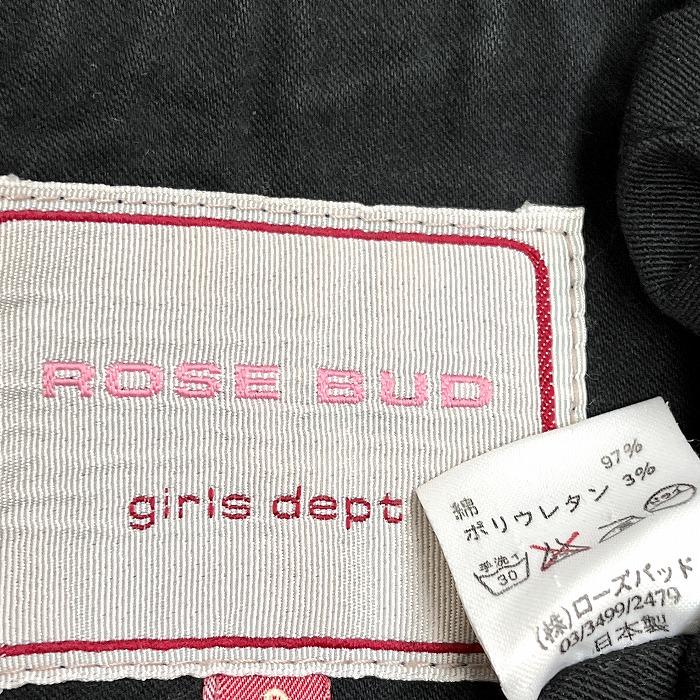 ROSE BUD
girls dept
綿 97%
ポリウレタン 3%
手洗イ
30
(株)ローズバッド
03/3499/2479
日本製